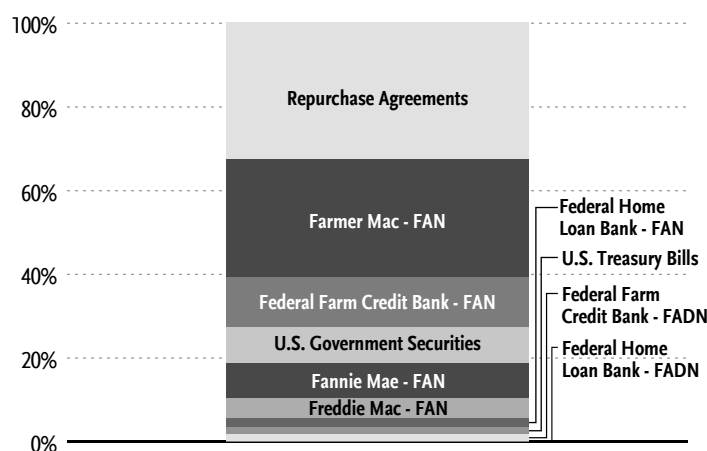 100%
Repurchase Agreements
80%
60%
Farmer Mac - FAN
Federal Home
Loan Bank - FAN
U.S. Treasury Bills
40%
Federal Farm Credit Bank - FAN
Federal Farm
Credit Bank - FADN
U.S. Government Securities
Federal Home
Loan Bank - FADN
20%
Fannie Mae - FAN
Freddie Mac - FAN
0%